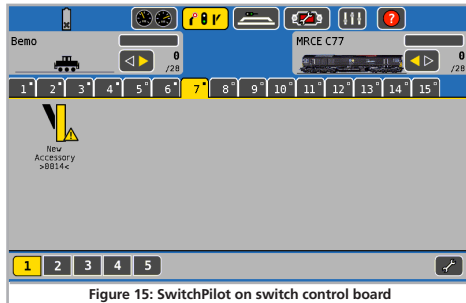 Bemo
MRCE C77
0
/28
0
/28
1 2 3 4 5 6 7 8 9 10 11 12 13 14 15
New
Accessory
>0014<
1 2 3 4 5
Figure 15: SwitchPilot on switch control board